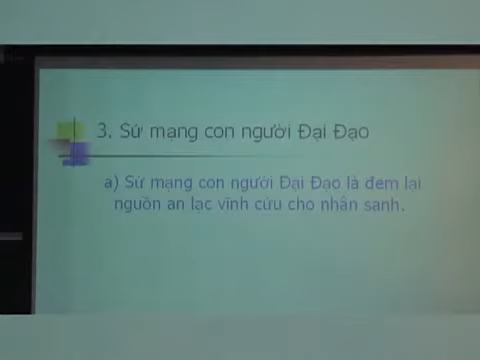 3. Sứ mạng con người Đại Đạo
a) Sứ mạng con người Đại Đạo là đem lại
nguồn an lạc vĩnh cửu cho nhân sanh.